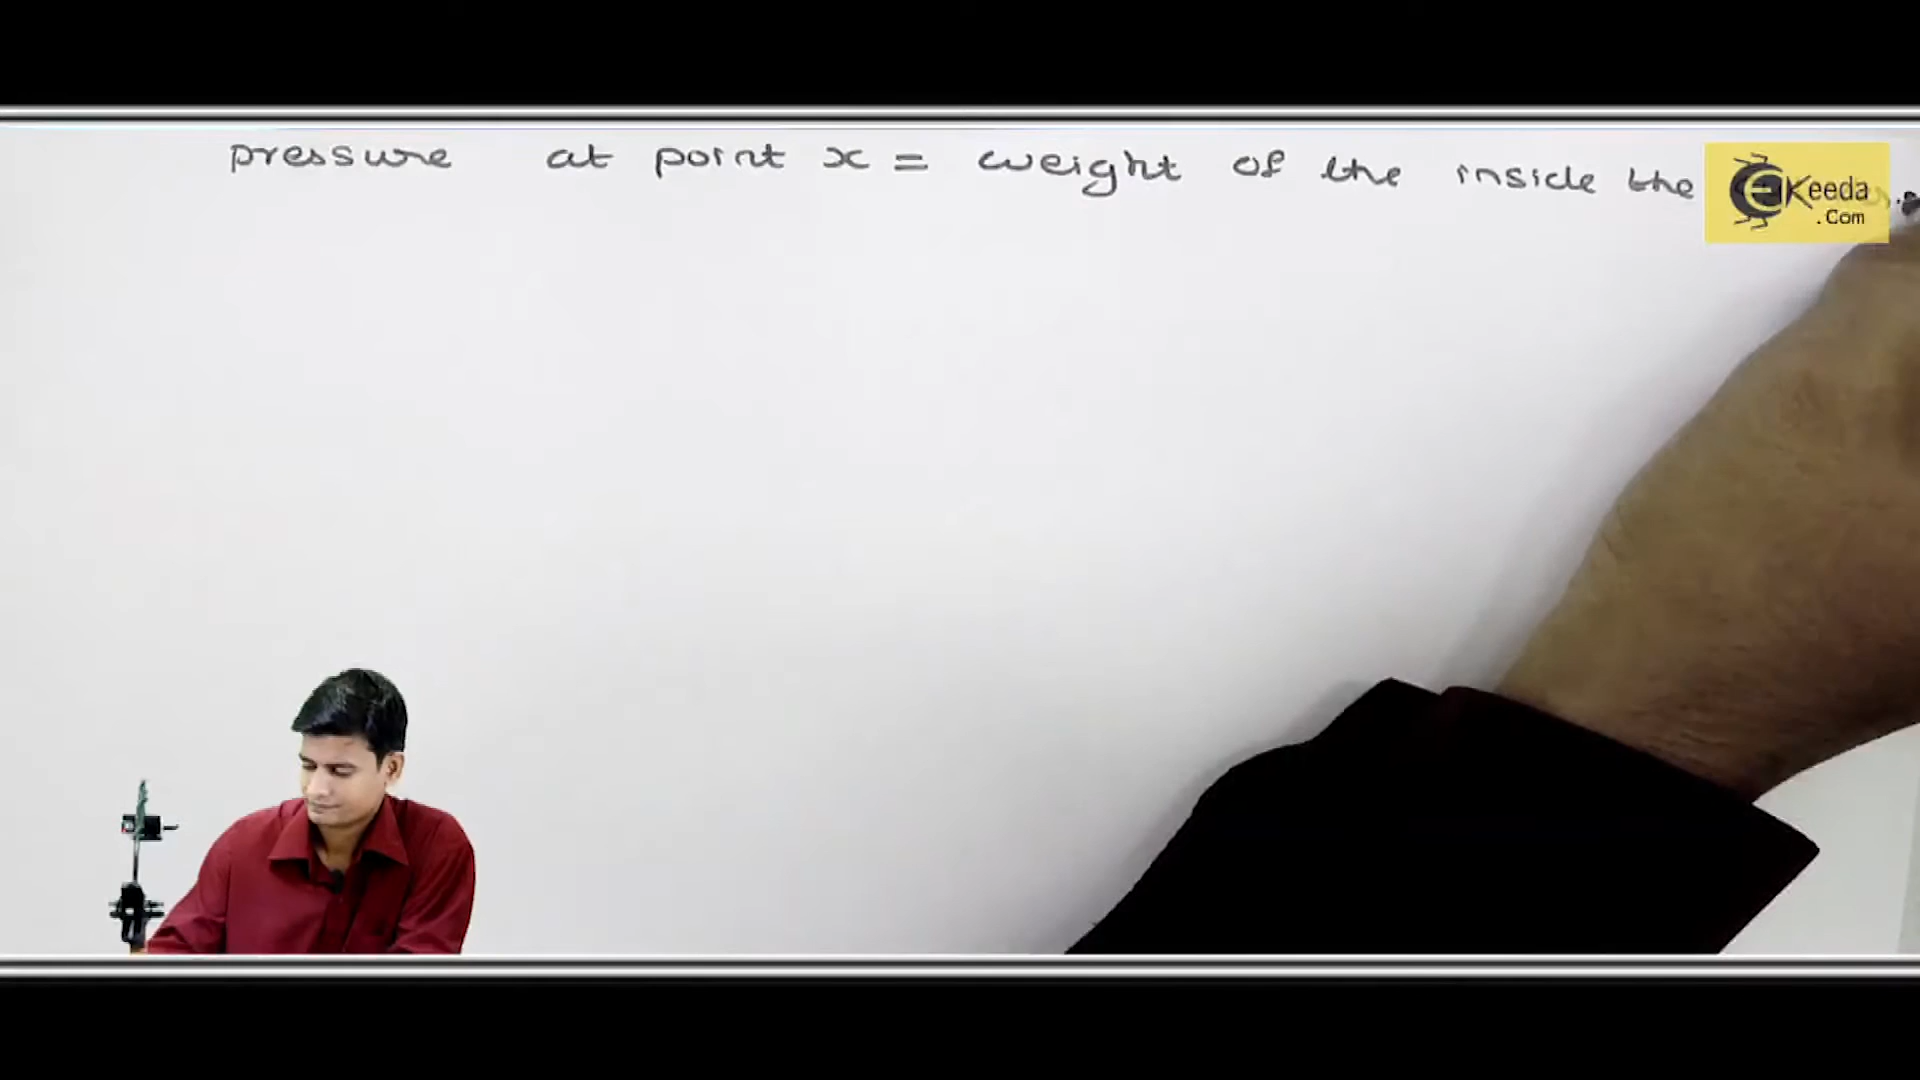 pressure at point x = weight of the inside the
eKeeda
.Com